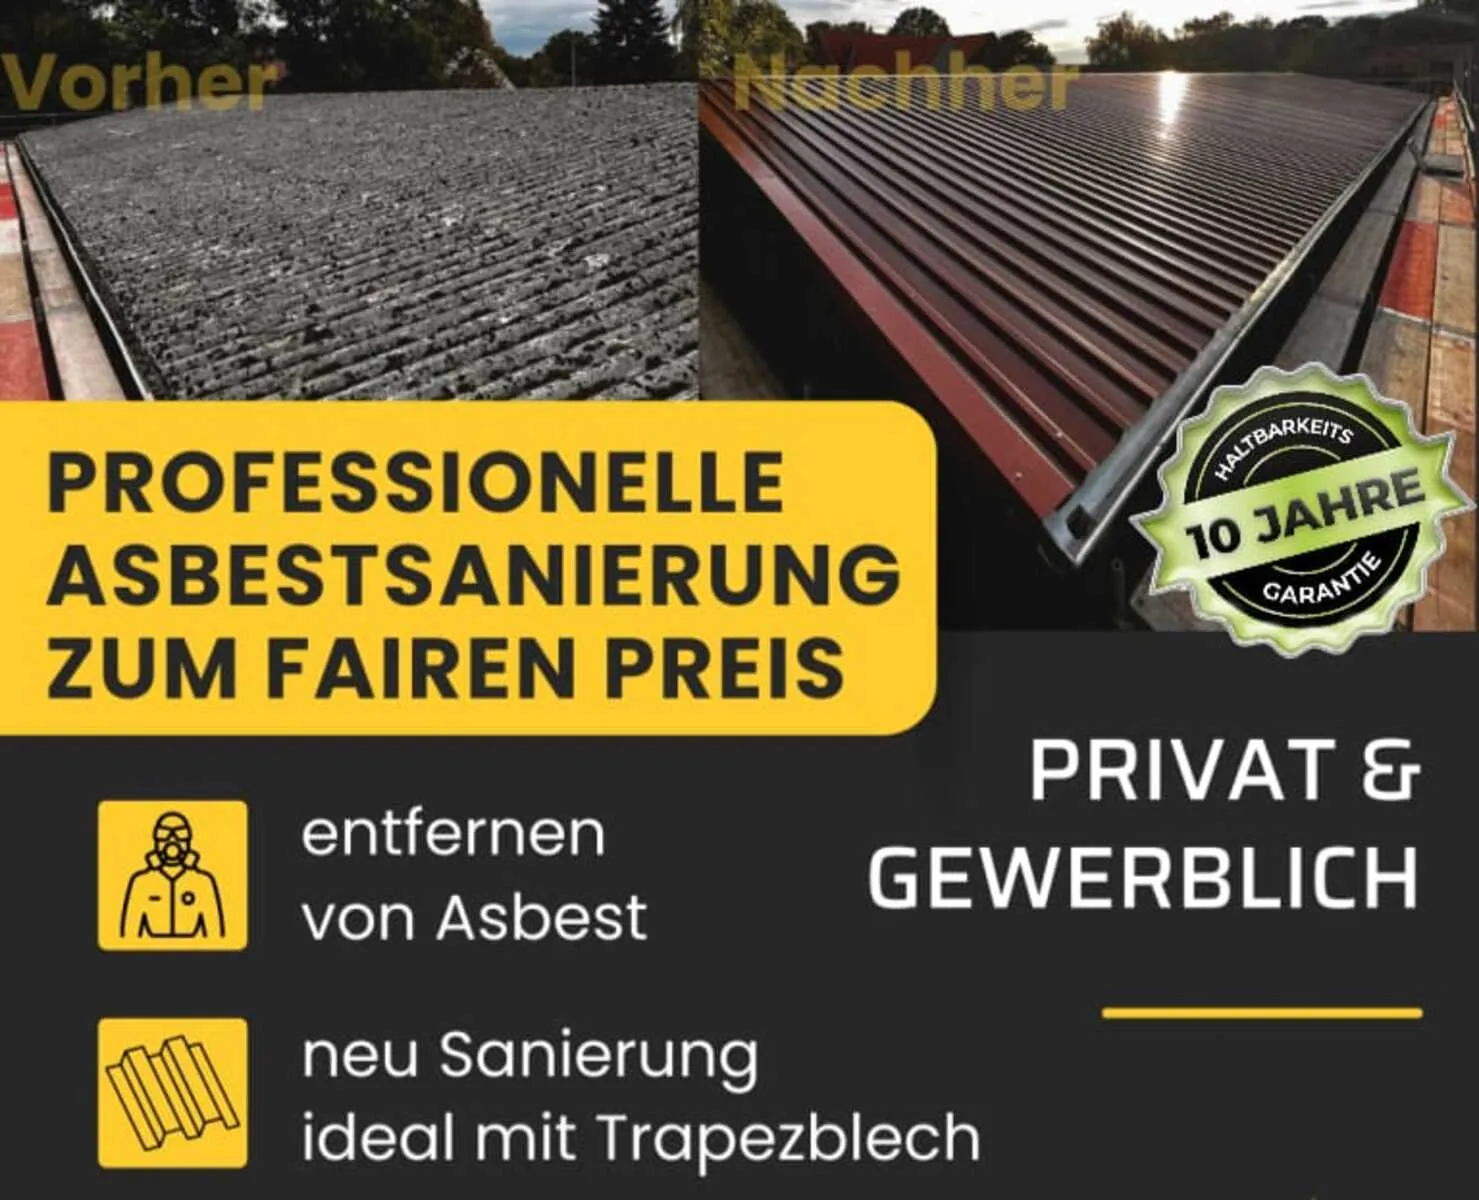 Vorher
Nachher
PROFESSIONELLE
ASBESTSANIERUNG
ZUM FAIREN PREIS
HALTBARKEITS
10 JAHRE
GARANTIE
PRIVAT &
GEWERBLICH
entfernen
von Asbest
neu Sanierung
ideal mit Trapezblech